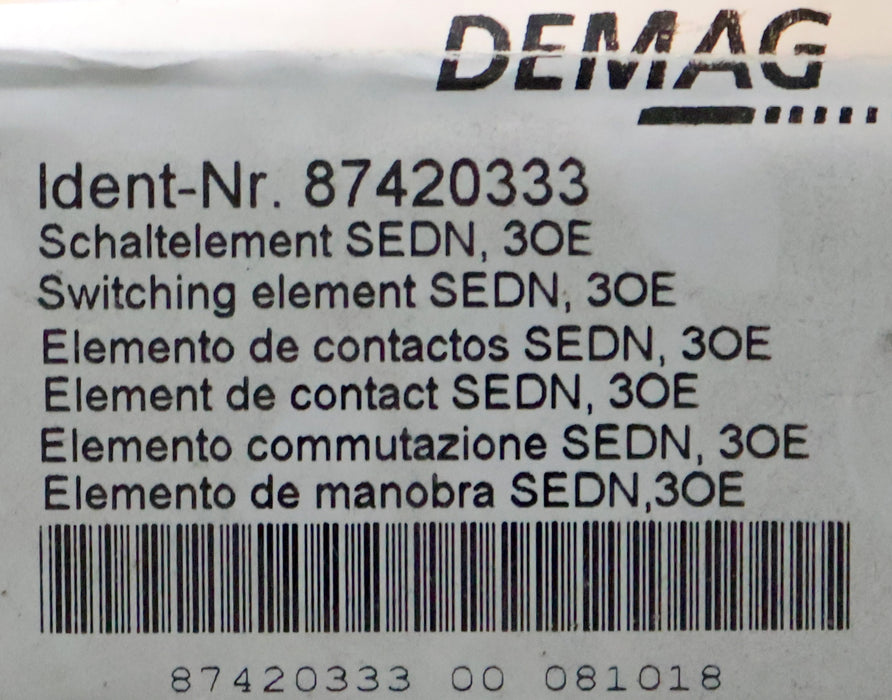 DEMAG
Ident-Nr. 87420333
Schaltelement SEDN, 3OE
Switching element SEDN, 3OE
Elemento de contactos SEDN, 3OE
Element de contact SEDN, 3OE
Elemento commutazione SEDN, 3OE
Elemento de manobra SEDN,3OE
87420333 00 081018